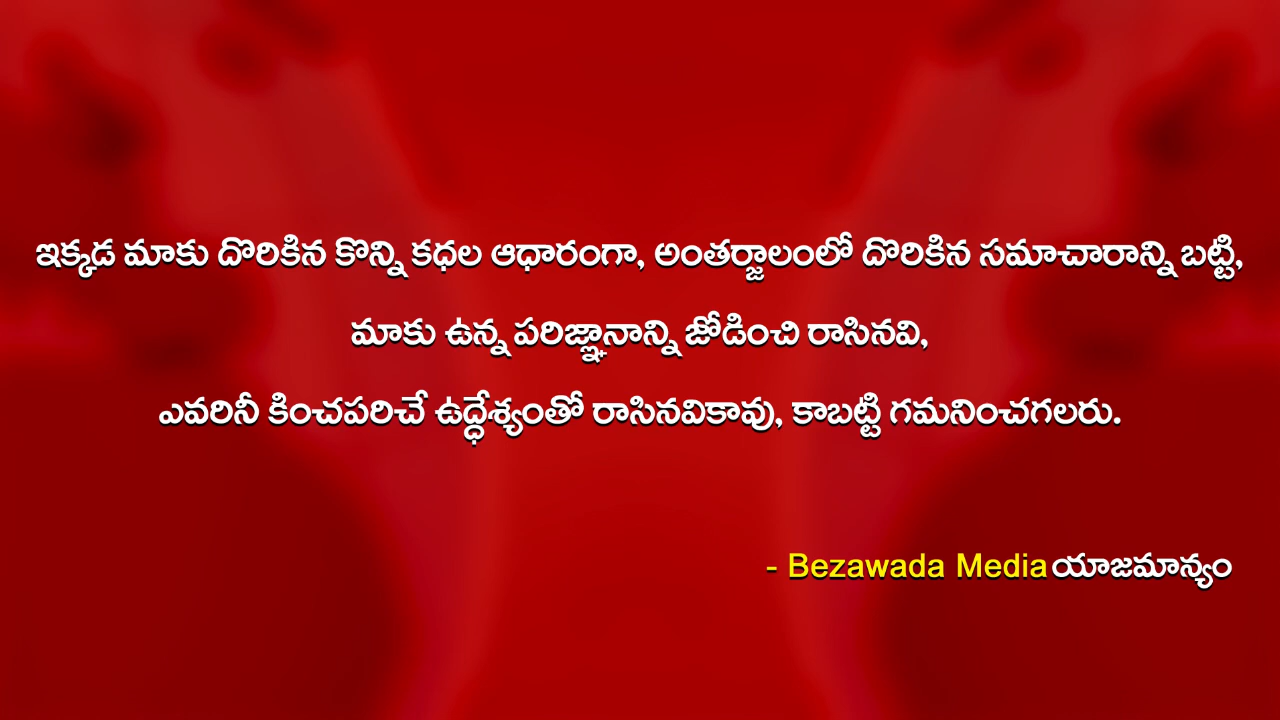 ఇక్కడ మాకు దొరికిన కొన్ని కధల ఆధారంగా, అంతర్జాలంలో దొరికిన సమాచారాన్ని బట్టి,
మాకు ఉన్న పరిజ్ఞానాన్ని జోడించి రాసినవి,
ఎవరినీ కించపరిచే ఉద్ధేశ్యంతో రాసినవికావు, కాబట్టి గమనించగలరు.
- Bezawada Media యాజమాన్యం